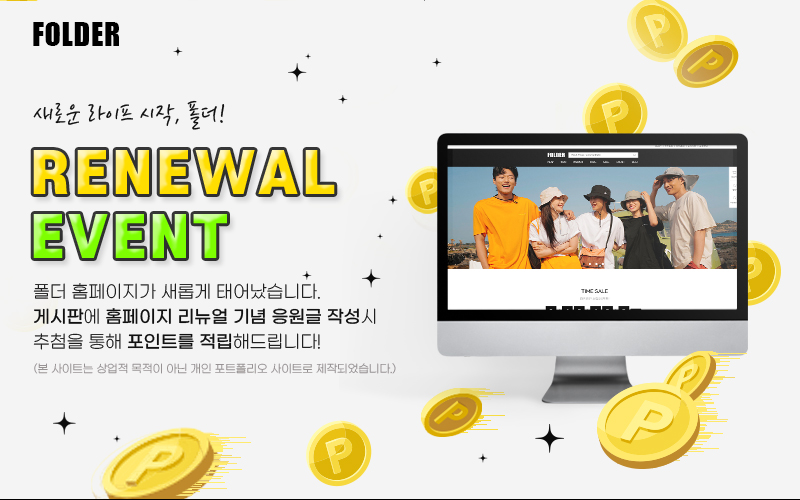 FOLDER
새로운 라이프 시작, 폴더!
RENEWAL
EVENT
폴더 홈페이지가 새롭게 태어났습니다.
게시판에 홈페이지 리뉴얼 기념 응원글 작성시
추첨을 통해 포인트를 적립해드립니다!
(본 사이트는 상업적 목적이 아닌 개인 포트폴리오 사이트로 제작되었습니다.)
FOLDER
TIME SALE
P
P
P
P
P
P
P
P
P
P